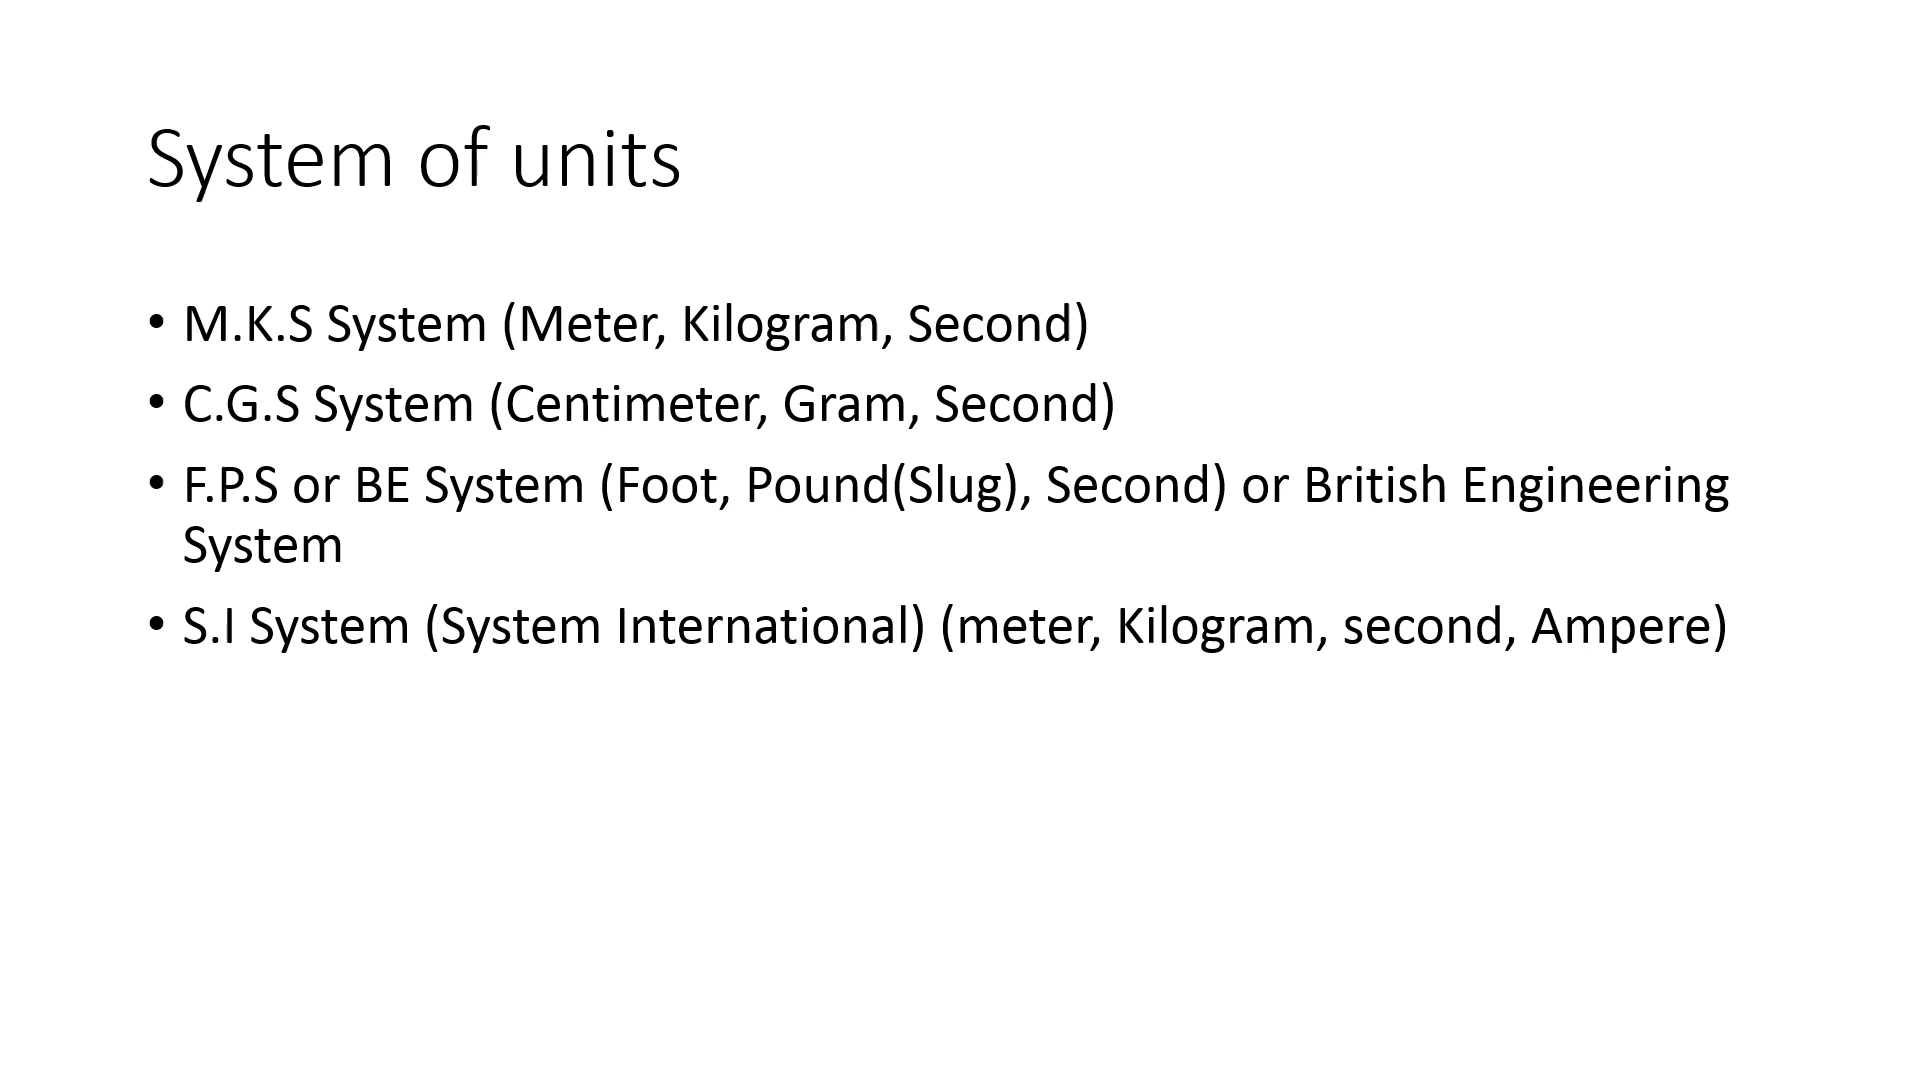 System of units
• M.K.S System (Meter, Kilogram, Second)
• C.G.S System (Centimeter, Gram, Second)
• F.P.S or BE System (Foot, Pound(Slug), Second) or British Engineering
System
• S.I System (System International) (meter, Kilogram, second, Ampere)